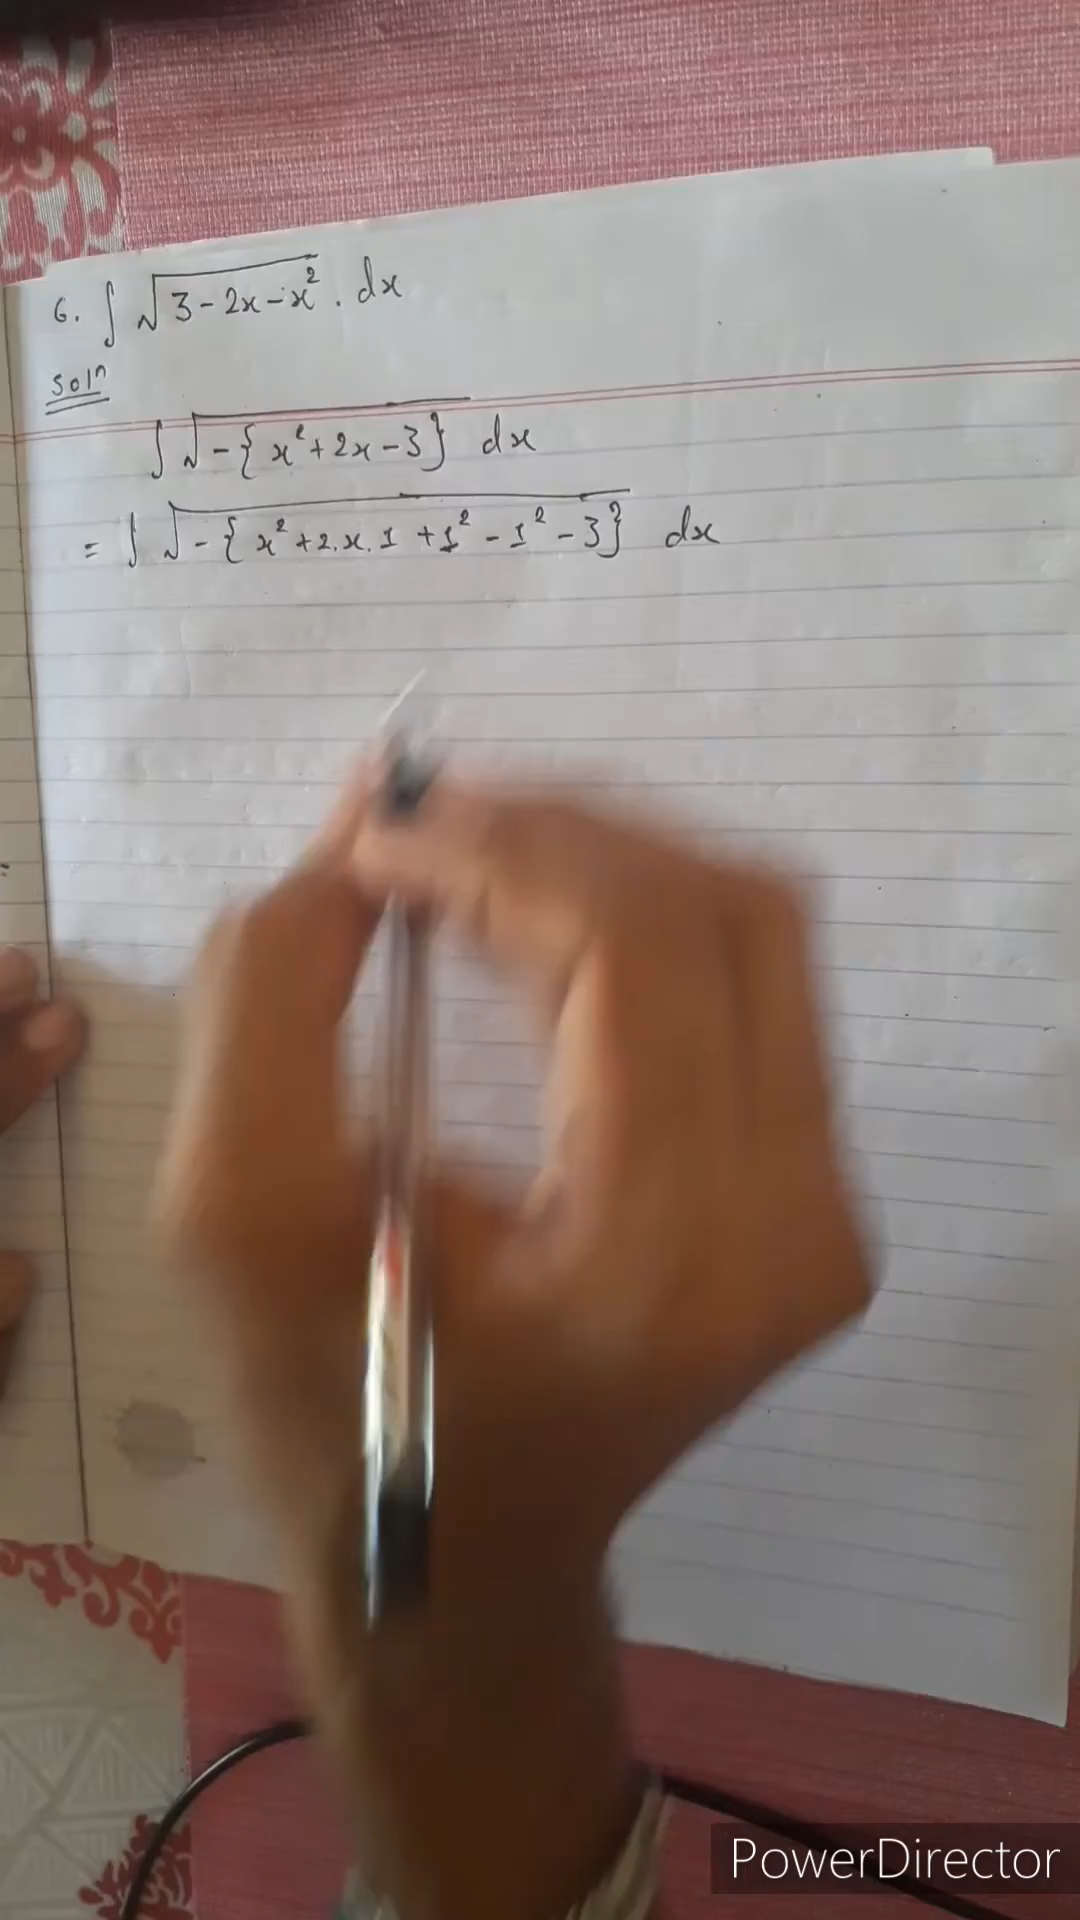 6. ∫ √3-2x-x² . dx
Solⁿ
∫ √-{x²+2x-3} dx
= ∫ √-{x²+2.x.1+1²-1²-3} dx
=
PowerDirector